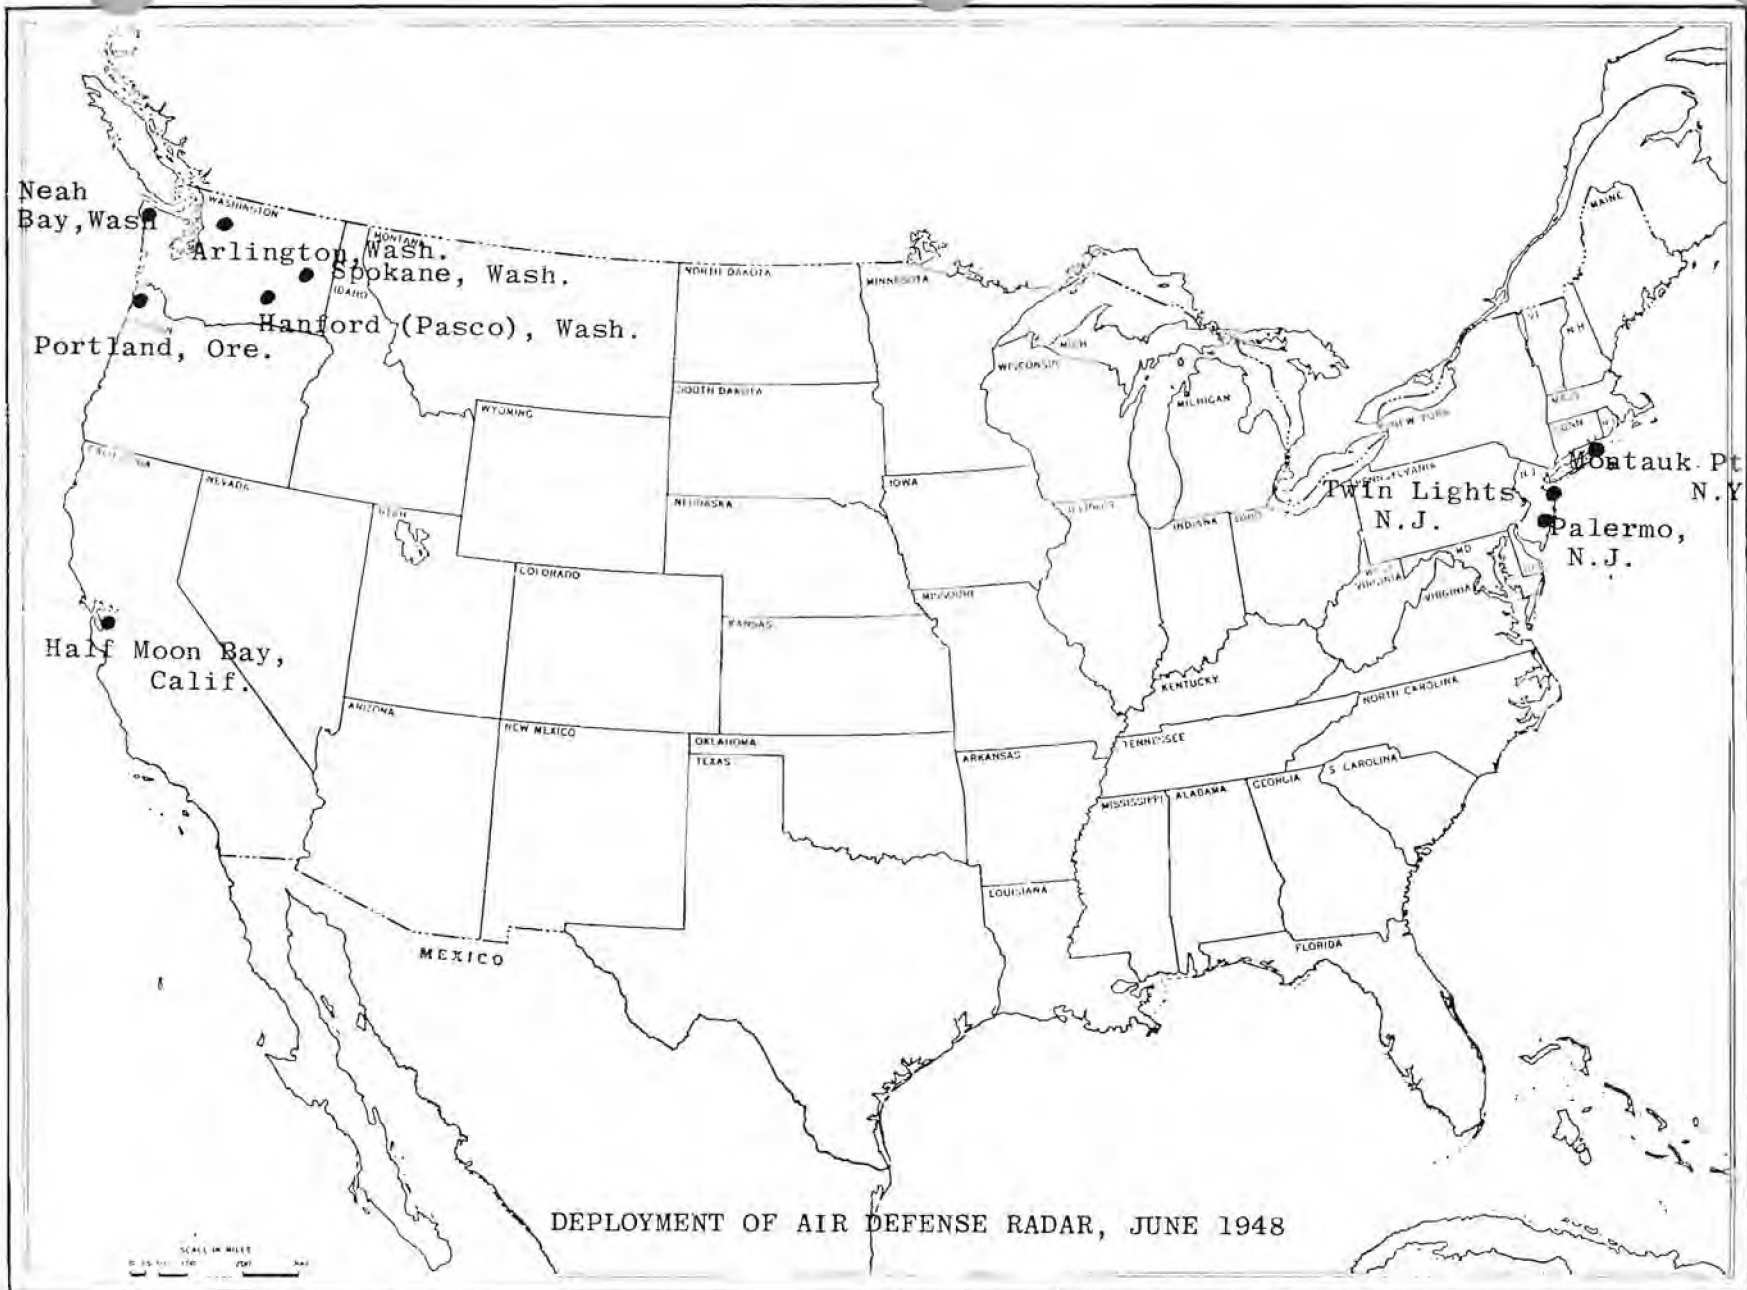 Neah
Bay,Wash
WASHINGTON
Arlington,Wash.
MONTANA
Spokane, Wash.
IDAHO
Hanford (Pasco), Wash.
Portland, Ore.
NORTH DAKOTA
MINNESOTA
MAINE
VT
N H
MICH
WISCONSIN
SOUTH DAKOTA
MICHIGAN
MASS
NEW YORK
WYOMING
CONN
R I
CALIFORNIA
NEVADA
UTAH
Montauk Pt
N.Y
PENNSYLVANIA
N J
Twin Lights
N.J.
IOWA
NEBRASKA
ILLINOIS
INDIANA
OHIO
Palermo,
N.J.
MD
DEL
WEST
VIRGINIA
VIRGINIA
COLORADO
MISSOURI
KANSAS
Half Moon Bay,
Calif.
KENTUCKY
NORTH CAROLINA
ARIZONA
NEW MEXICO
OKLAHOMA
TEXAS
ARKANSAS
TENNESSEE
S CAROLINA
GEORGIA
MISSISSIPPI
ALABAMA
LOUISIANA
FLORIDA
MEXICO
DEPLOYMENT OF AIR DEFENSE RADAR, JUNE 1948
SCALE IN MILES